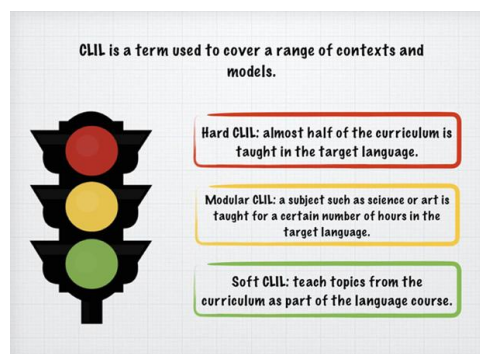 CLIL is a term used to cover a range of contexts and
models.
Hard CLIL: almost half of the curriculum is
taught in the target language.
Modular CLIL: a subject such as science or art is
taught for a certain number of hours in the
target language.
Soft CLIL: teach topics from the
curriculum as part of the language course.